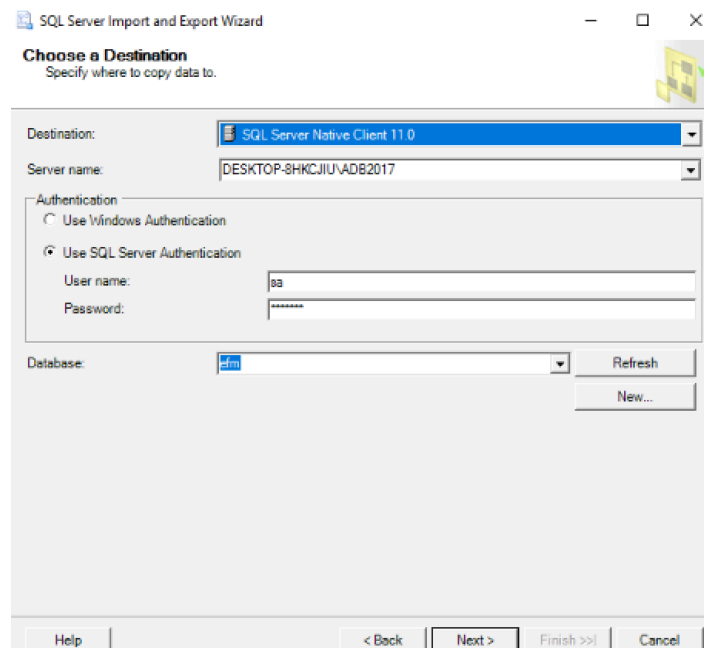 SQL Server Import and Export Wizard
Choose a Destination
Specify where to copy data to.
Destination: SQL Server Native Client 11.0
Server name: DESKTOP-8HKCJIU\ADB2017
Authentication
Use Windows Authentication
Use SQL Server Authentication
User name: sa
Password: *******
Database: efm Refresh
New...
Help < Back Next > Finish >>| Cancel